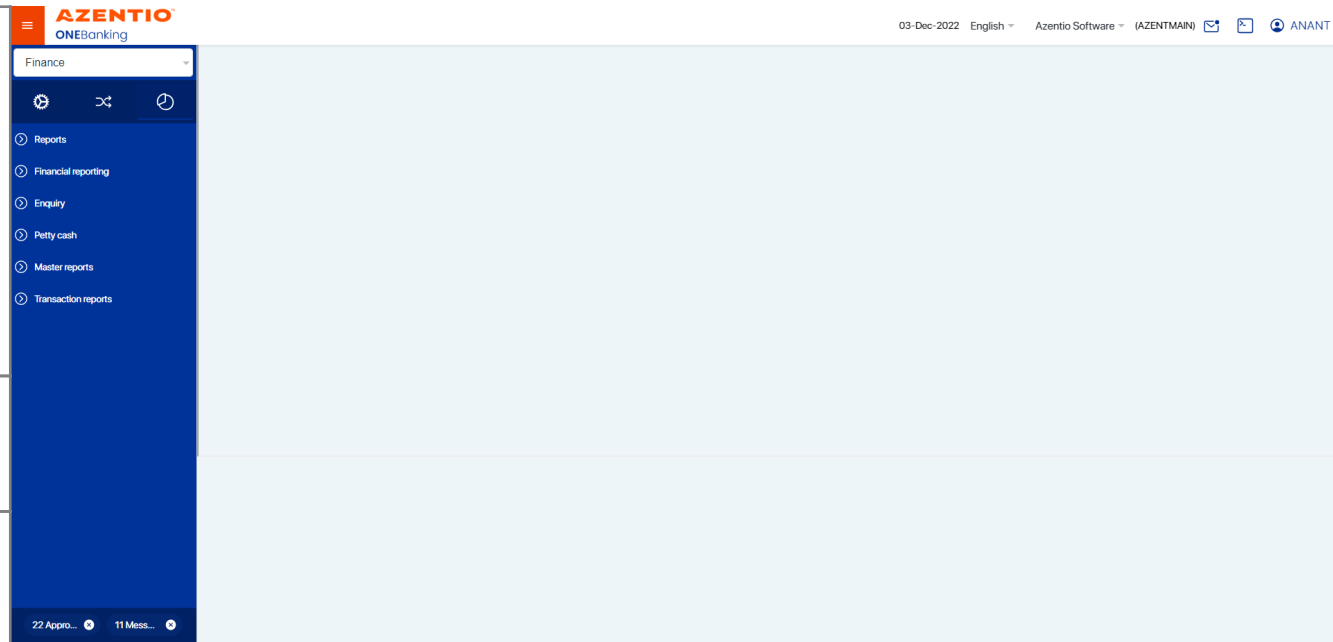 AZENTIO™
ONEBanking
03-Dec-2022 English Azentio Software (AZENTMAIN) ANANT
Finance
Reports
Financial reporting
Enquiry
Petty cash
Master reports
Transaction reports
22 Appro... 11 Mess...